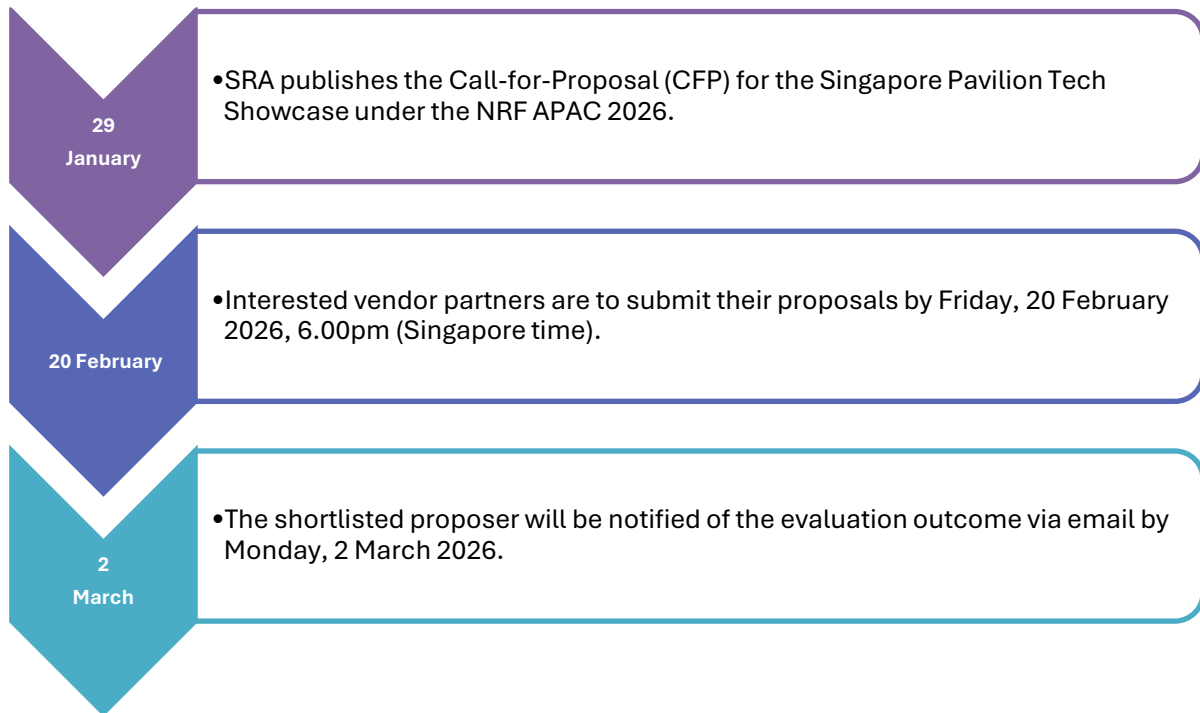 29
January
•SRA publishes the Call-for-Proposal (CFP) for the Singapore Pavilion Tech
Showcase under the NRF APAC 2026.
20 February
•Interested vendor partners are to submit their proposals by Friday, 20 February
2026, 6.00pm (Singapore time).
2
March
•The shortlisted proposer will be notified of the evaluation outcome via email by
Monday, 2 March 2026.